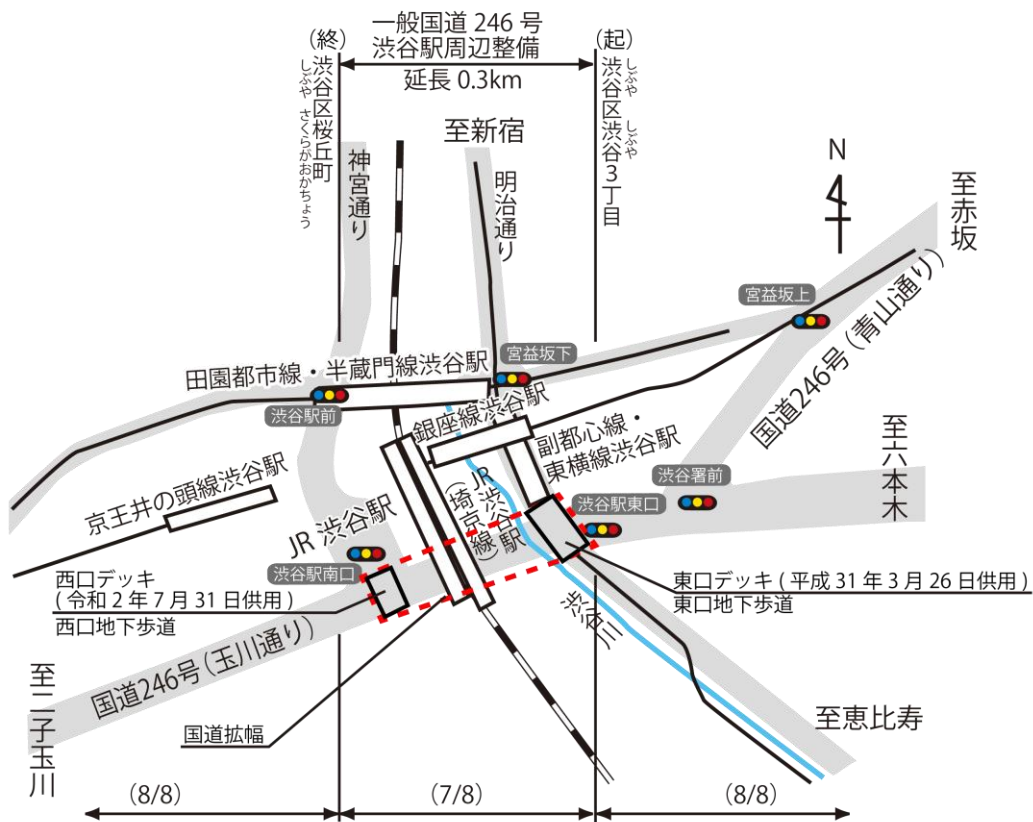 一般国道 246 号
渋谷駅周辺整備
延長 0.3km
(終)
渋谷区桜丘町
しぶや さくらがおかちょう
(起)
渋谷区渋谷3丁目
しぶや しぶや
至新宿
神宮通り
明治通り
N
至赤坂
宮益坂上
国道246号(青山通り)
宮益坂下
田園都市線・半蔵門線渋谷駅
渋谷駅前
銀座線渋谷駅
副都心線・
東横線渋谷駅
渋谷署前
至六本木
京王井の頭線渋谷駅
JR 渋谷駅
JR渋谷駅
(埼京線)
渋谷駅東口
渋谷駅南口
西口デッキ
(令和 2 年 7 月 31 日供用)
西口地下歩道
東口デッキ(平成 31 年 3 月 26 日供用)
東口地下歩道
渋谷川
国道246号(玉川通り)
至二子玉川
国道拡幅
至恵比寿
(8/8)
(7/8)
(8/8)